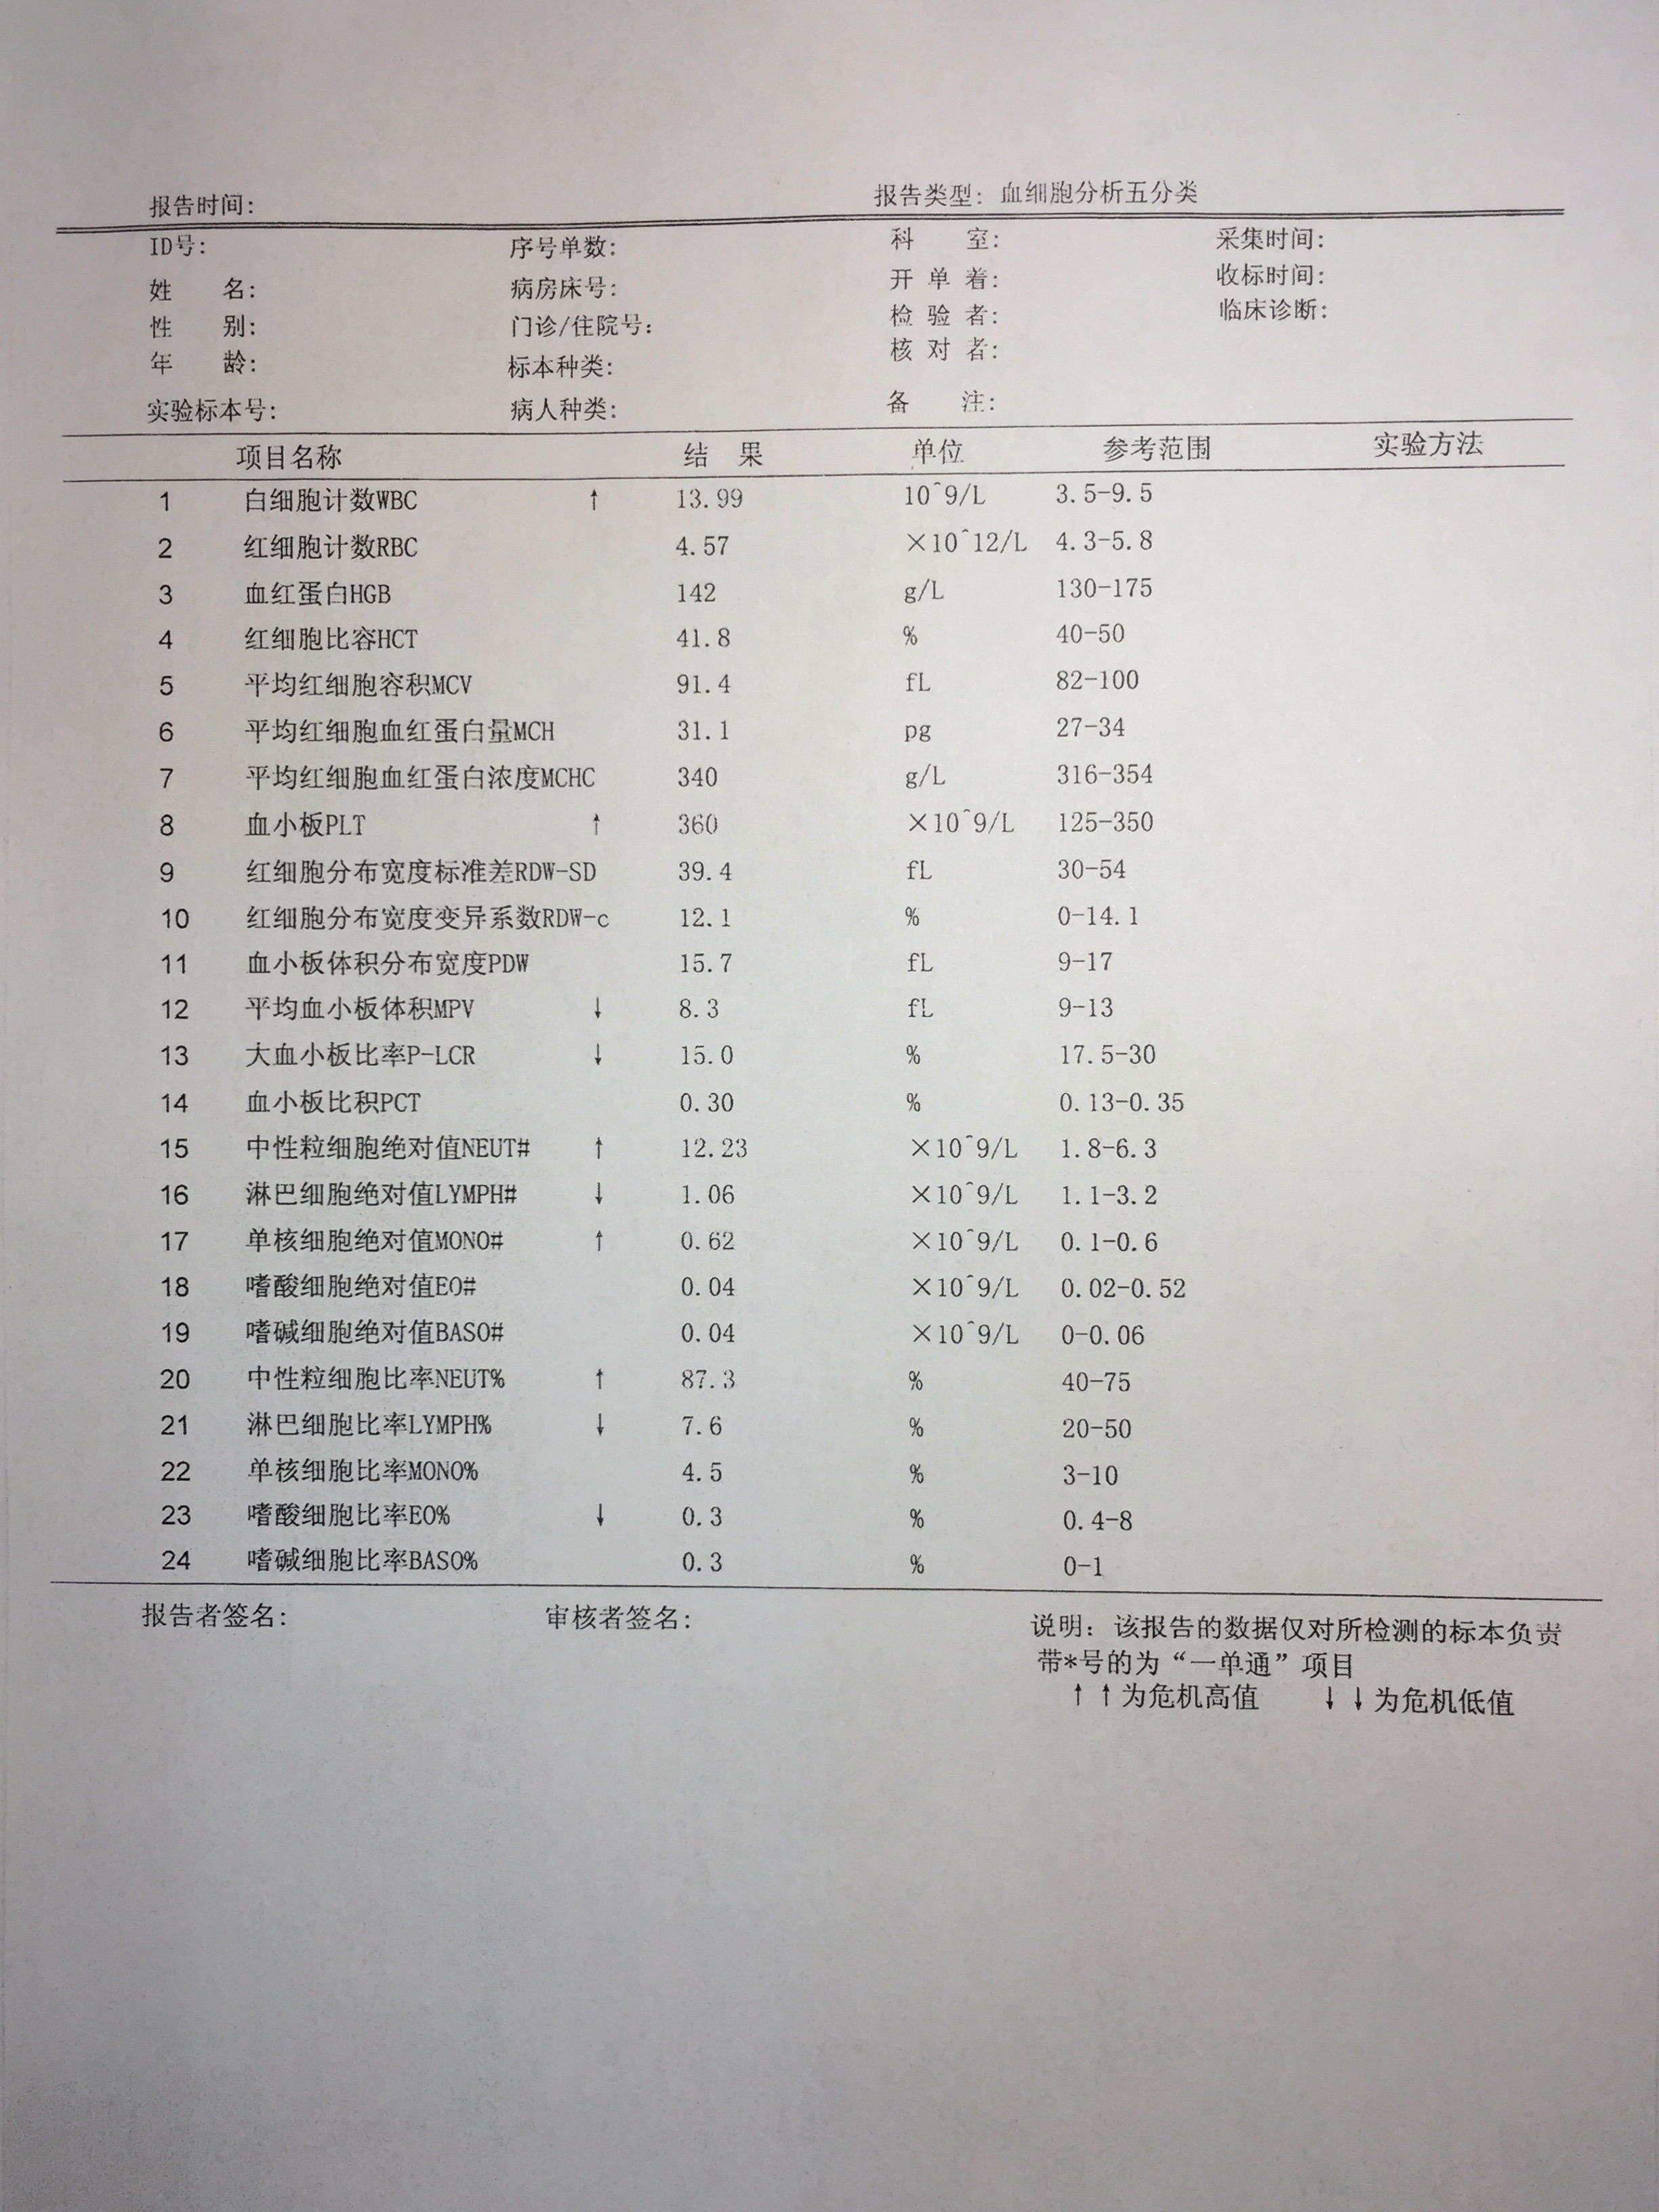 报告时间: 报告类型: 血细胞分析五分类
ID号: 序号单数: 科 室: 采集时间:
姓 名: 病房床号: 开 单 着: 收标时间:
性 别: 门诊/住院号: 检 验 者: 临床诊断:
年 龄: 标本种类: 核 对 者:
实验标本号: 病人种类: 备 注:
项目名称 结 果 单位 参考范围 实验方法
1 白细胞计数WBC ↑ 13.99 10^9/L 3.5-9.5
2 红细胞计数RBC 4.57 ×10^12/L 4.3-5.8
3 血红蛋白HGB 142 g/L 130-175
4 红细胞比容HCT 41.8 % 40-50
5 平均红细胞容积MCV 91.4 fL 82-100
6 平均红细胞血红蛋白量MCH 31.1 pg 27-34
7 平均红细胞血红蛋白浓度MCHC 340 g/L 316-354
8 血小板PLT ↑ 360 ×10^9/L 125-350
9 红细胞分布宽度标准差RDW-SD 39.4 fL 30-54
10 红细胞分布宽度变异系数RDW-c 12.1 % 0-14.1
11 血小板体积分布宽度PDW 15.7 fL 9-17
12 平均血小板体积MPV ↓ 8.3 fL 9-13
13 大血小板比率P-LCR ↓ 15.0 % 17.5-30
14 血小板比积PCT 0.30 % 0.13-0.35
15 中性粒细胞绝对值NEUT# ↑ 12.23 ×10^9/L 1.8-6.3
16 淋巴细胞绝对值LYMPH# ↓ 1.06 ×10^9/L 1.1-3.2
17 单核细胞绝对值MONO# ↑ 0.62 ×10^9/L 0.1-0.6
18 嗜酸细胞绝对值EO# 0.04 ×10^9/L 0.02-0.52
19 嗜碱细胞绝对值BASO# 0.04 ×10^9/L 0-0.06
20 中性粒细胞比率NEUT% ↑ 87.3 % 40-75
21 淋巴细胞比率LYMPH% ↓ 7.6 % 20-50
22 单核细胞比率MONO% 4.5 % 3-10
23 嗜酸细胞比率EO% ↓ 0.3 % 0.4-8
24 嗜碱细胞比率BASO% 0.3 % 0-1
报告者签名: 审核者签名: 说明: 该报告的数据仅对所检测的标本负责
带*号的为“一单通”项目
↑↑为危机高值 ↓↓为危机低值